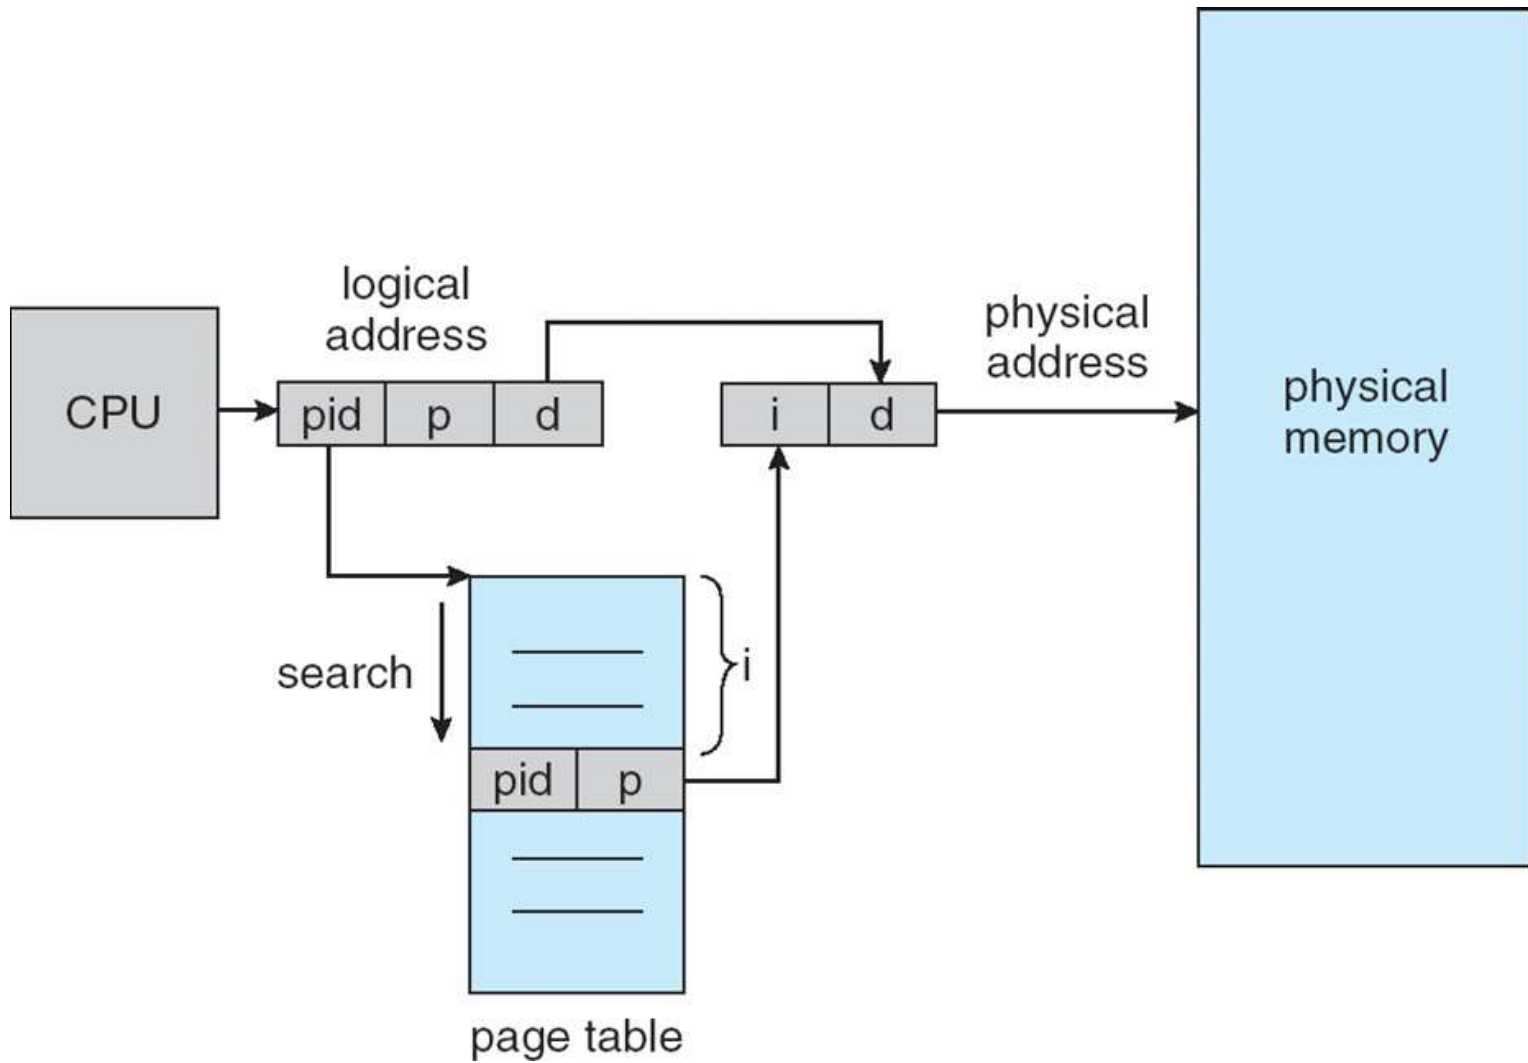 logical
address
physical
address
CPU
pid
p
d
i
d
physical
memory
search
i
pid
p
page table